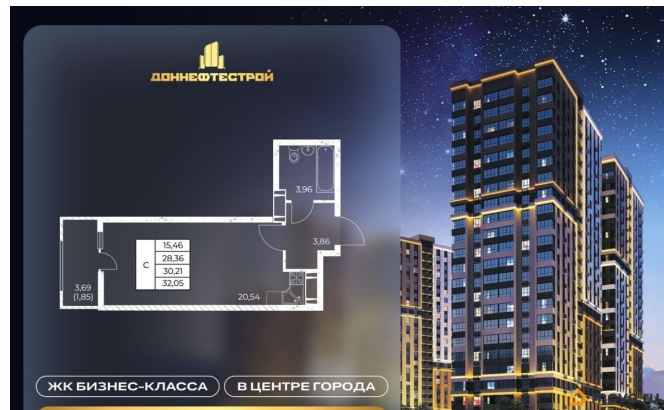 ДОННЕФТЕСТРОЙ
3,96
3,86
С
15,46
28,36
30,21
32,05
3,69
(1,85)
20,54
ЖК БИЗНЕС-КЛАССА
В ЦЕНТРЕ ГОРОДА